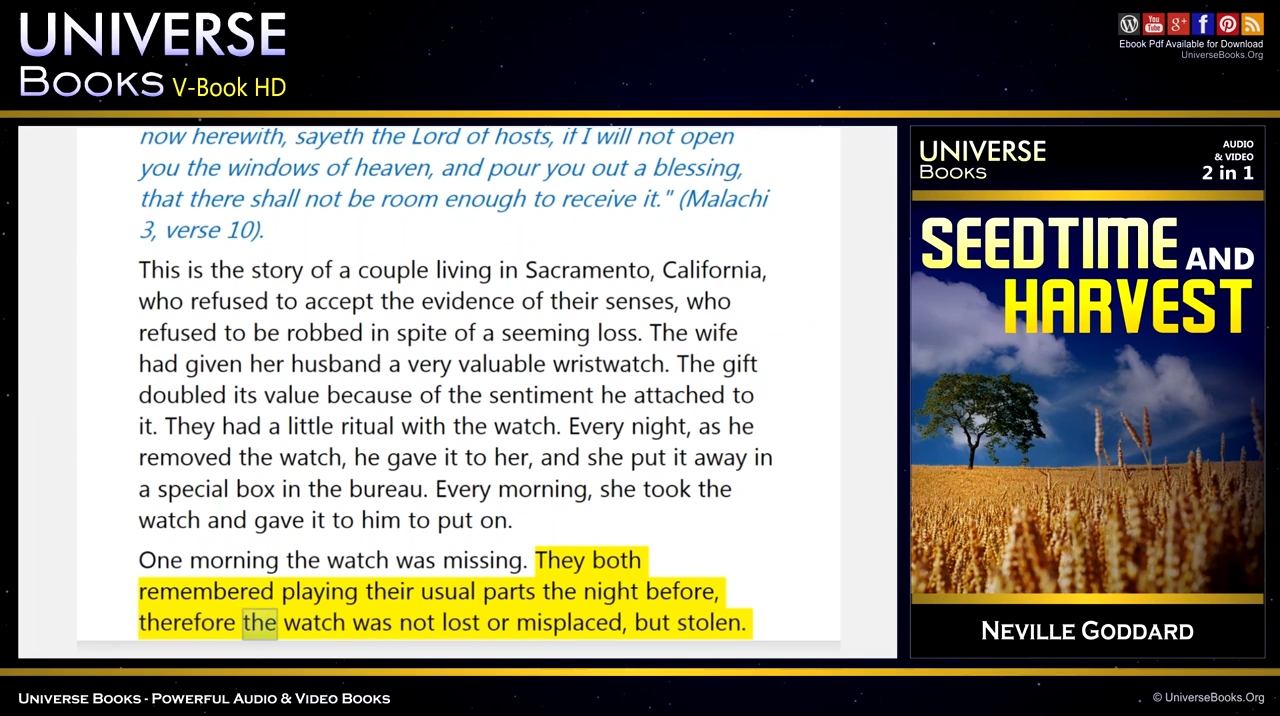 UNIVERSE
BOOKS V-Book HD
Ebook Pdf Available for Download
UniverseBooks.Org
now herewith, sayeth the Lord of hosts, if I will not open
you the windows of heaven, and pour you out a blessing,
that there shall not be room enough to receive it." (Malachi
3, verse 10).
This is the story of a couple living in Sacramento, California,
who refused to accept the evidence of their senses, who
refused to be robbed in spite of a seeming loss. The wife
had given her husband a very valuable wristwatch. The gift
doubled its value because of the sentiment he attached to
it. They had a little ritual with the watch. Every night, as he
removed the watch, he gave it to her, and she put it away in
a special box in the bureau. Every morning, she took the
watch and gave it to him to put on.
One morning the watch was missing. They both
remembered playing their usual parts the night before,
therefore the watch was not lost or misplaced, but stolen.
UNIVERSE
BOOKS
AUDIO
& VIDEO
2 in 1
SEEDTIME AND
HARVEST
NEVILLE GODDARD
UNIVERSE BOOKS - POWERFUL AUDIO & VIDEO BOOKS
© UniverseBooks.Org